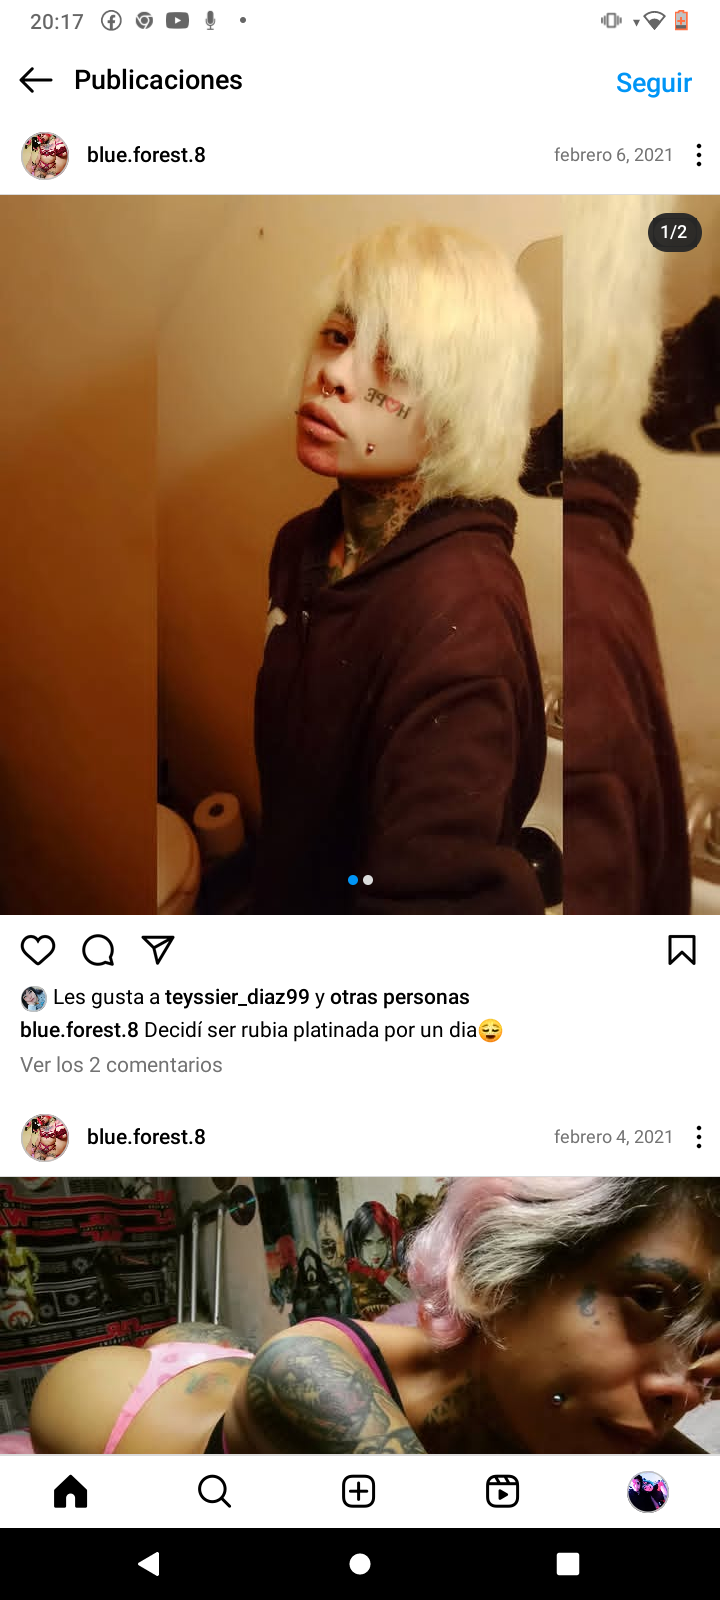 20:17
Publicaciones
Seguir
blue.forest.8
febrero 6, 2021
1/2
HOPE
Les gusta a teyssier_diaz99 y otras personas
blue.forest.8 Decidí ser rubia platinada por un dia😌
Ver los 2 comentarios
blue.forest.8
febrero 4, 2021